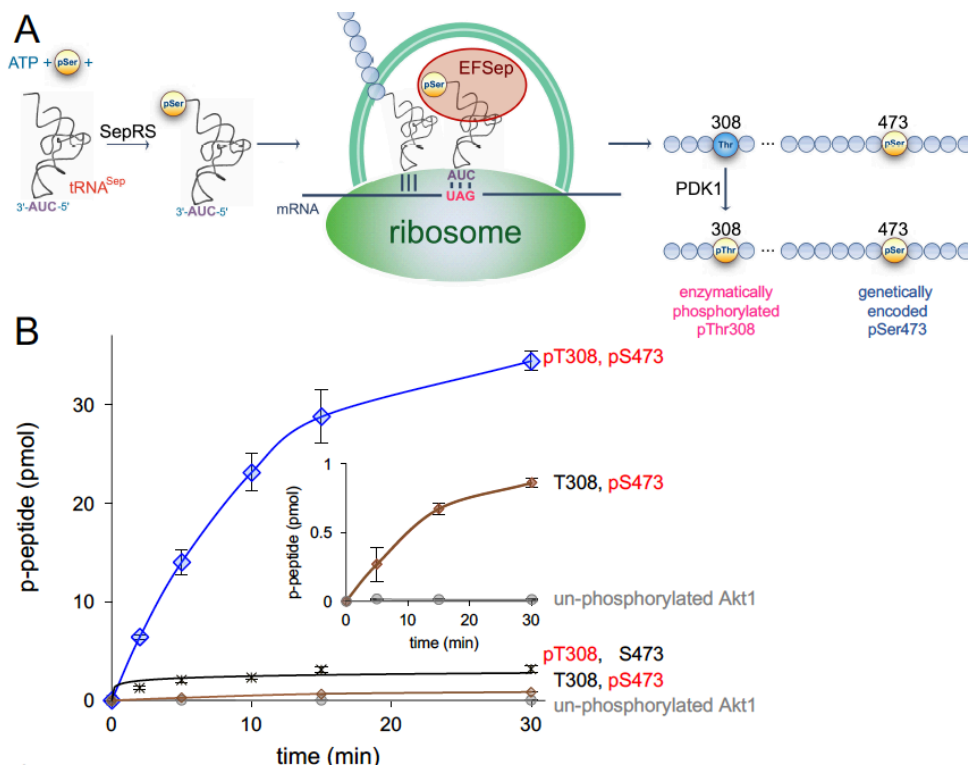 A
ATP + pSer +
pSer
SepRS
tRNASep
3'-AUC-5'
3'-AUC-5'
EFSep
pSer
AUC
UAG
mRNA
ribosome
308
473
Thr
...
pSer
PDK1
308
473
pThr
...
pSer
enzymatically
phosphorylated
pThr308
genetically
encoded
pSer473
B
p-peptide (pmol)
30
20
10
0
0
10
20
30
time (min)
pT308, pS473
p-peptide (pmol)
1
0.5
0
0
10
20
30
time (min)
T308, pS473
un-phosphorylated Akt1
pT308, S473
T308, pS473
un-phosphorylated Akt1